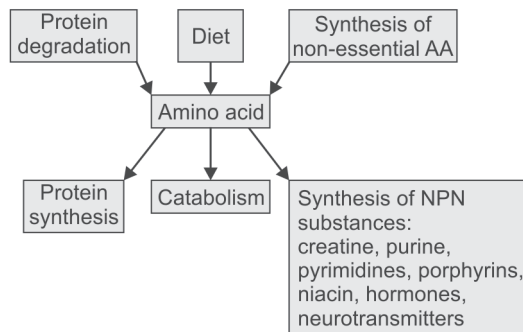 Protein
degradation
Diet
Synthesis of
non-essential AA
Amino acid
Protein
synthesis
Catabolism
Synthesis of NPN
substances:
creatine, purine,
pyrimidines, porphyrins,
niacin, hormones,
neurotransmitters